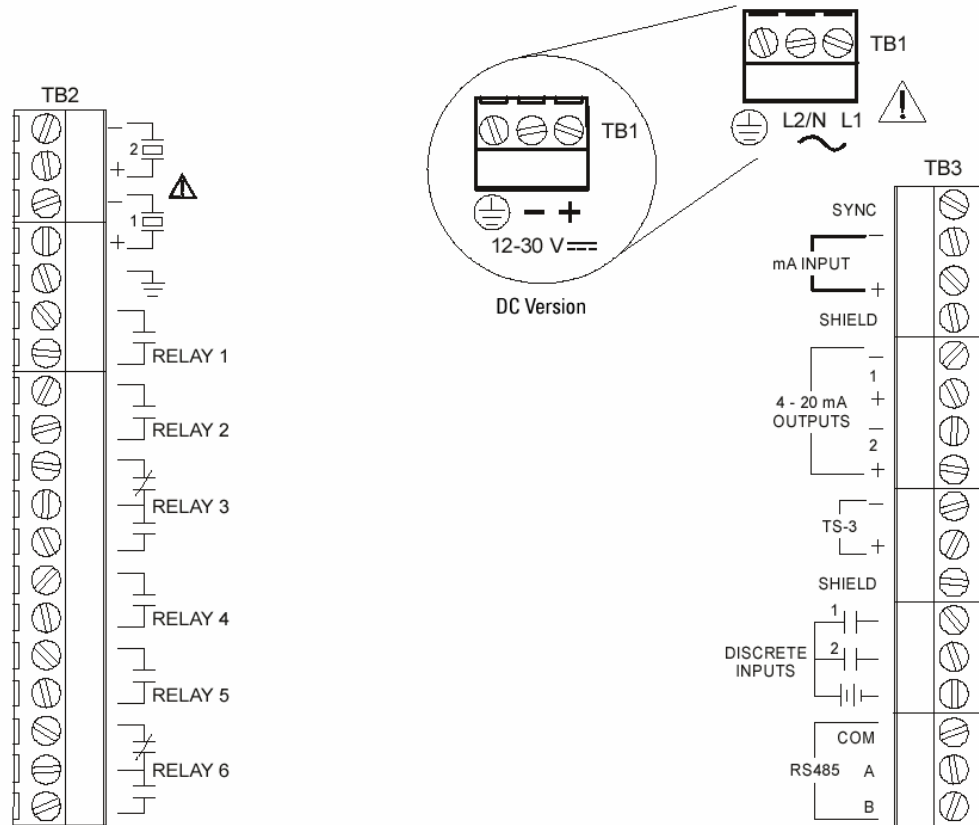 TB2
−
2
+
−
1
+
RELAY 1
RELAY 2
RELAY 3
RELAY 4
RELAY 5
RELAY 6
TB1
− +
12-30 V
DC Version
TB1
L2/N L1
!
TB3
SYNC
−
mA INPUT
+
SHIELD
−
1
+
4 - 20 mA
OUTPUTS
−
2
+
−
TS-3
+
SHIELD
1
2
DISCRETE
INPUTS
COM
RS485 A
B